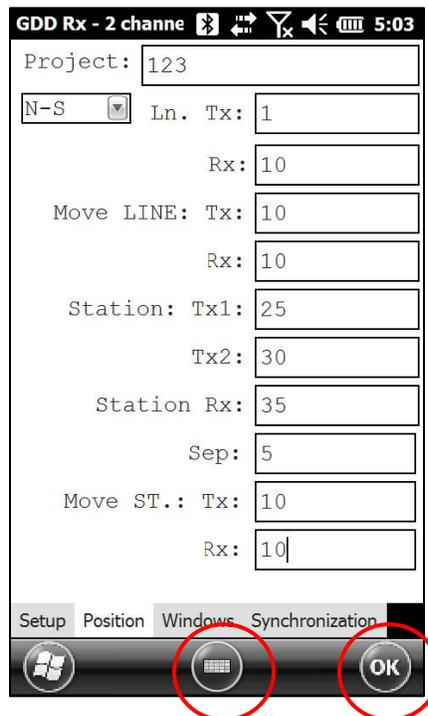 GDD Rx - 2 channe 5:03
Project: 123
N-S Ln. Tx: 1
Rx: 10
Move LINE: Tx: 10
Rx: 10
Station: Tx1: 25
Tx2: 30
Station Rx: 35
Sep: 5
Move ST.: Tx: 10
Rx: 10
Setup Position Windows Synchronization
OK